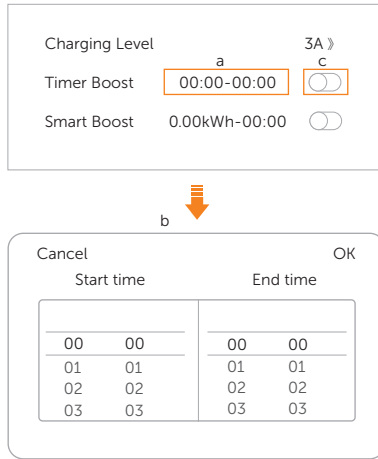 Charging Level 3A 》
a c
Timer Boost 00:00-00:00
Smart Boost 0.00kWh-00:00
b
Cancel OK
Start time End time
00 00 00 00
01 01 01 01
02 02 02 02
03 03 03 03